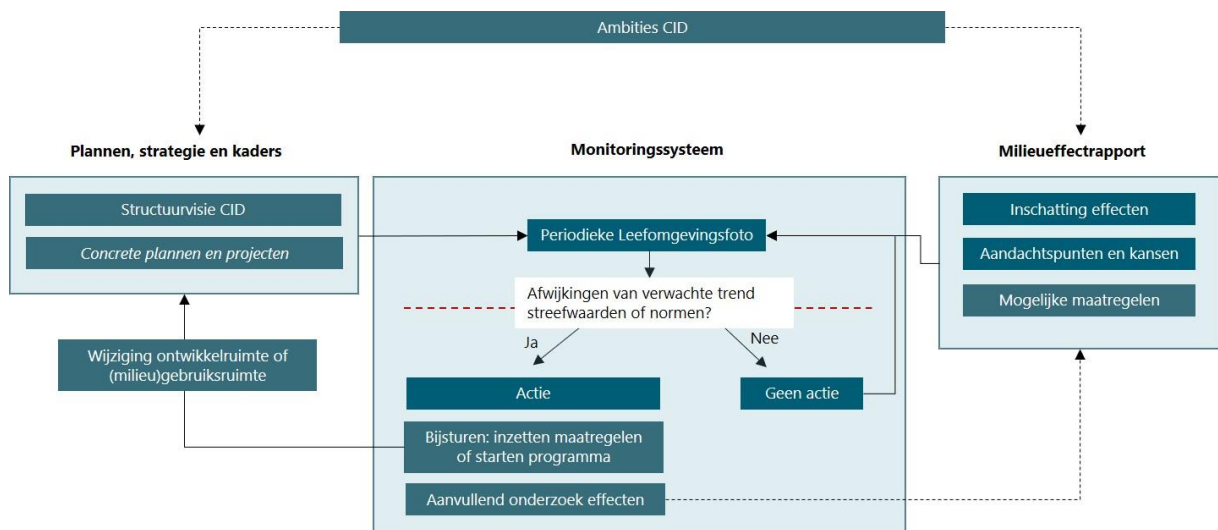 Ambities CID
Plannen, strategie en kaders
Structuurvisie CID
Concrete plannen en projecten
Wijziging ontwikkelruimte of
(milieu)gebruiksruimte
Monitoringssysteem
Periodieke Leefomgevingsfoto
Afwijkingen van verwachte trend
streefwaarden of normen?
Ja
Nee
Actie
Geen actie
Bijsturen: inzetten maatregelen
of starten programma
Aanvullend onderzoek effecten
Milieueffectrapport
Inschatting effecten
Aandachtspunten en kansen
Mogelijke maatregelen